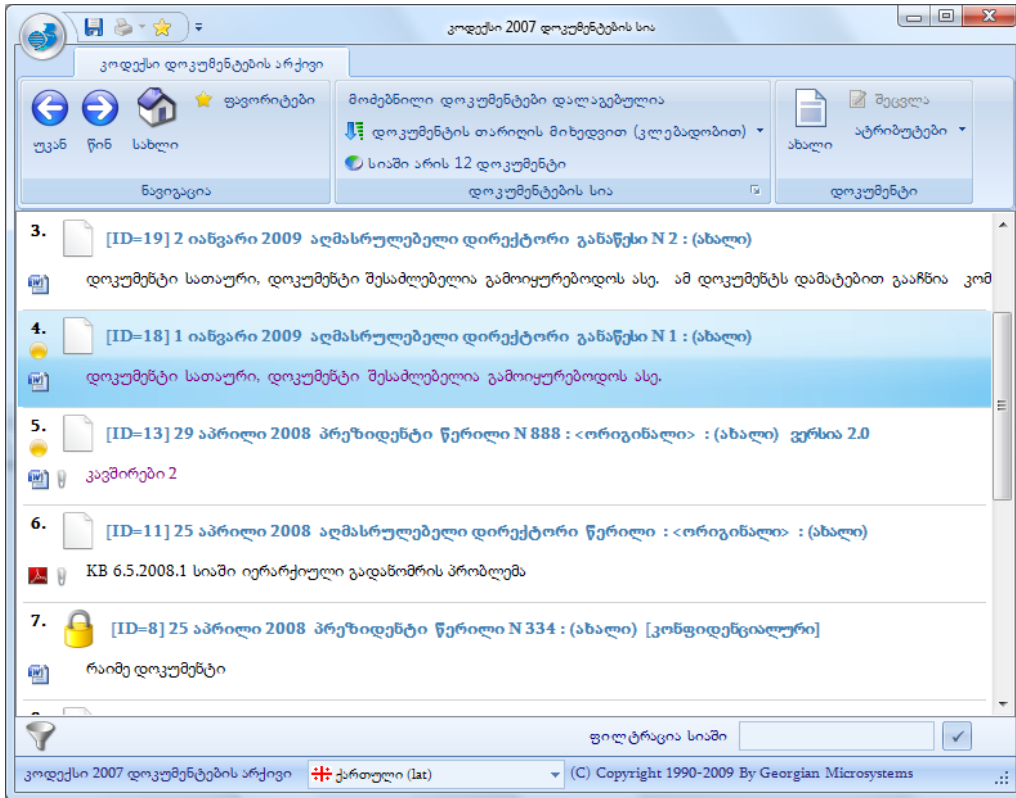 კოდექსი 2007 დოკუმენტების სია
კოდექსი დოკუმენტების არქივი
უკან
წინ
სახლი
ფავორიტები
ნავიგაცია
მოძებნილი დოკუმენტები დალაგებულია
დოკუმენტის თარიღის მიხედვით (კლებადობით)
სიაში არის 12 დოკუმენტი
დოკუმენტების სია
ახალი
შეცვლა
ატრიბუტები
დოკუმენტი
3. [ID=19] 2 იანვარი 2009 აღმასრულებელი დირექტორი განაწესი N 2 : (ახალი)
დოკუმენტი სათაური, დოკუმენტი შესაძლებელია გამოიყურებოდოს ასე. ამ დოკუმენტს დამატებით გააჩნია კომ
4. [ID=18] 1 იანვარი 2009 აღმასრულებელი დირექტორი განაწესი N 1 : (ახალი)
დოკუმენტი სათაური, დოკუმენტი შესაძლებელია გამოიყურებოდოს ასე.
5. [ID=13] 29 აპრილი 2008 პრეზიდენტი წერილი N 888 : <ორიგინალი> : (ახალი) ვერსია 2.0
კავშირები 2
6. [ID=11] 25 აპრილი 2008 აღმასრულებელი დირექტორი წერილი : <ორიგინალი> : (ახალი)
KB 6.5.2008.1 სიაში იერარქიული გადანომრის პრობლემა
7. [ID=8] 25 აპრილი 2008 პრეზიდენტი წერილი N 334 : (ახალი) [კონფიდენციალური]
რაიმე დოკუმენტი
ფილტრაცია სიაში
კოდექსი 2007 დოკუმენტების არქივი
ქართული (lat)
(C) Copyright 1990-2009 By Georgian Microsystems